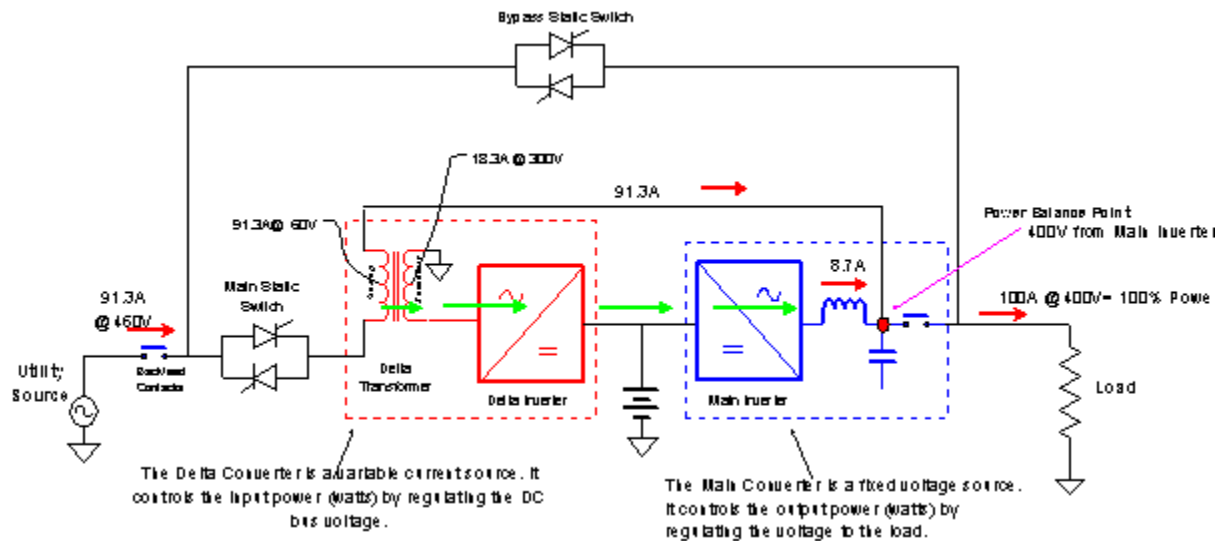 Bypass Static Switch
18.3A @ 300V
91.3A
Power Balance Point
400V from Main Inverter
91.3A@ 60V
8.7A
Main Static
Switch
91.3A
@ 460V
100A @ 400V= 100% Powe
Utility
Source
Backfeed
Contactor
Delta
Transformer
Delta Inverter
Main Inverter
Load
The Delta Converter is a variable current source. It
controls the input power (watts) by regulating the DC
bus voltage.
The Main Converter is a fixed voltage source.
It controls the output power (watts) by
regulating the voltage to the load.